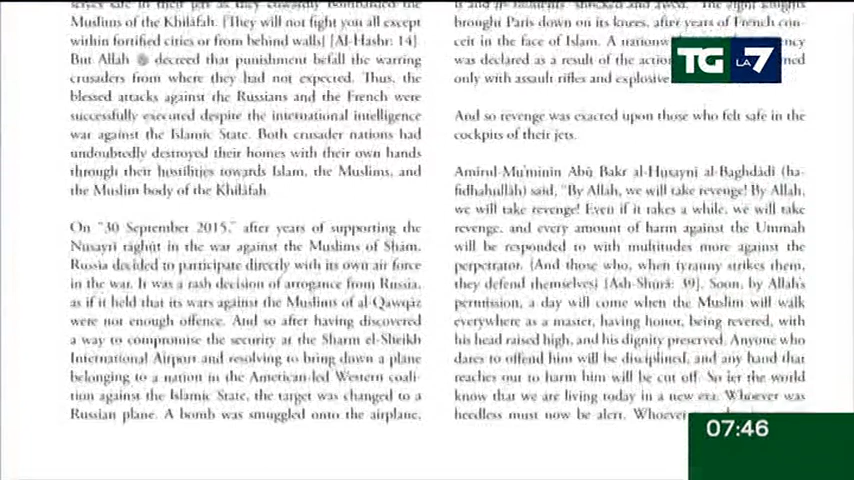 Muslims of the Khilāfah. {They will not fight you all except
within fortified cities or from behind walls} [Al-Hashr: 14].
But Allah decreed that punishment befall the warring
crusaders from where they had not expected. Thus, the
blessed attacks against the Russians and the French were
successfully executed despite the international intelligence
war against the Islamic State. Both crusader nations had
undoubtedly destroyed their homes with their own hands
through their hostilities towards Islam, the Muslims, and
the Muslim body of the Khilāfah.
On "30 September 2015," after years of supporting the
Nusayrī tāghūt in the war against the Muslims of Shām,
Russia decided to participate directly with its own air force
in the war. It was a rash decision of arrogance from Russia,
as if it held that its wars against the Muslims of al-Qawqāz
were not enough offence. And so after having discovered
a way to compromise the security at the Sharm el-Sheikh
International Airport and resolving to bring down a plane
belonging to a nation in the American-led Western coali-
tion against the Islamic State, the target was changed to a
Russian plane. A bomb was smuggled onto the airplane,
brought Paris down on its knees, after years of French con-
ceit in the face of Islam. A nationw
was declared as a result of the action
only with assault rifles and explosive
And so revenge was exacted upon those who felt safe in the
cockpits of their jets.
Amīrul-Mu'minīn Abū Bakr al-Husaynī al-Baghdādī (ha-
fidhahullāh) said, "By Allah, we will take revenge! By Allah,
we will take revenge! Even if it takes a while, we will take
revenge, and every amount of harm against the Ummah
will be responded to with multitudes more against the
perpetrator. {And those who, when tyranny strikes them,
they defend themselves} [Ash-Shūrā: 39]. Soon, by Allah's
permission, a day will come when the Muslim will walk
everywhere as a master, having honor, being revered, with
his head raised high, and his dignity preserved. Anyone who
dares to offend him will be disciplined, and any hand that
reaches out to harm him will be cut off. So let the world
know that we are living today in a new era. Whoever was
heedless must now be alert. Whoever
TG LA7
07:46